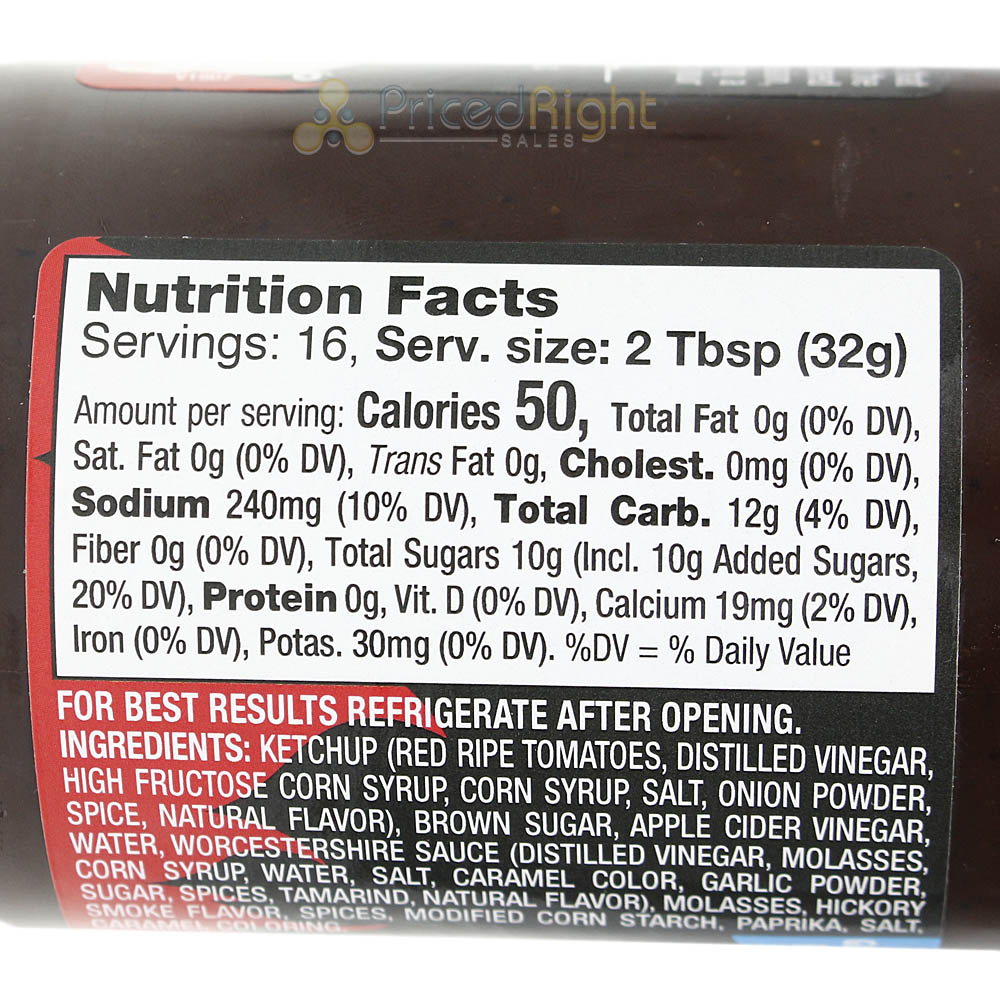 PricedRight
SALES
Nutrition Facts
Servings: 16, Serv. size: 2 Tbsp (32g)
Amount per serving: Calories 50, Total Fat 0g (0% DV),
Sat. Fat 0g (0% DV), Trans Fat 0g, Cholest. 0mg (0% DV),
Sodium 240mg (10% DV), Total Carb. 12g (4% DV),
Fiber 0g (0% DV), Total Sugars 10g (Incl. 10g Added Sugars,
20% DV), Protein 0g, Vit. D (0% DV), Calcium 19mg (2% DV),
Iron (0% DV), Potas. 30mg (0% DV). %DV = % Daily Value
FOR BEST RESULTS REFRIGERATE AFTER OPENING.
INGREDIENTS: KETCHUP (RED RIPE TOMATOES, DISTILLED VINEGAR,
HIGH FRUCTOSE CORN SYRUP, CORN SYRUP, SALT, ONION POWDER,
SPICE, NATURAL FLAVOR), BROWN SUGAR, APPLE CIDER VINEGAR,
WATER, WORCESTERSHIRE SAUCE (DISTILLED VINEGAR, MOLASSES,
CORN SYRUP, WATER, SALT, CARAMEL COLOR, GARLIC POWDER,
SUGAR, SPICES, TAMARIND, NATURAL FLAVOR), MOLASSES, HICKORY
SMOKE FLAVOR, SPICES, MODIFIED CORN STARCH, PAPRIKA, SALT,
CARAMEL COLORING.